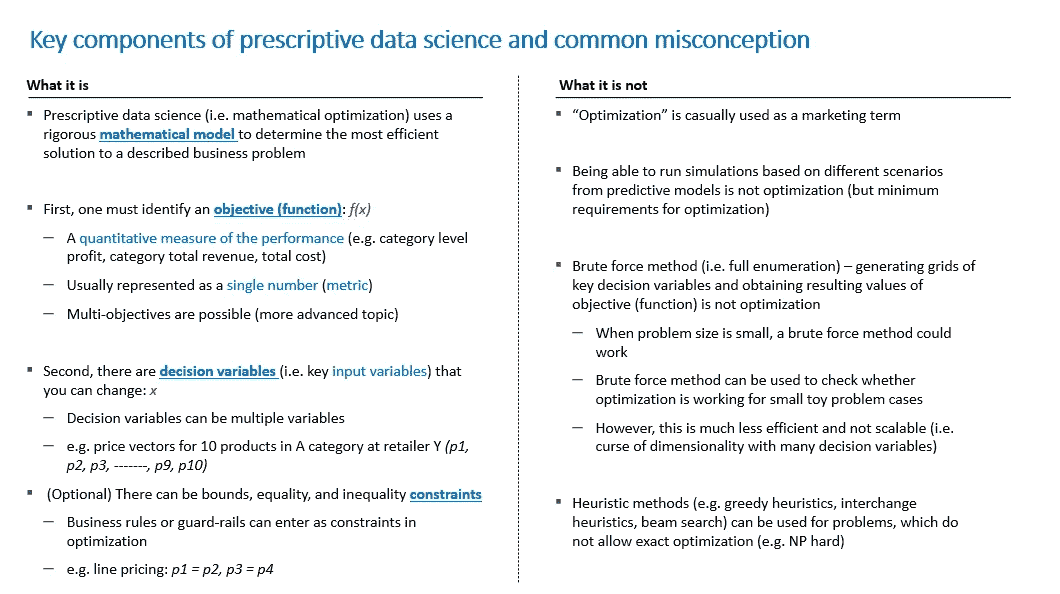 Key components of prescriptive data science and common misconception
What it is
▪ Prescriptive data science (i.e. mathematical optimization) uses a
rigorous mathematical model to determine the most efficient
solution to a described business problem
▪ First, one must identify an objective (function): f(x)
— A quantitative measure of the performance (e.g. category level
profit, category total revenue, total cost)
— Usually represented as a single number (metric)
— Multi-objectives are possible (more advanced topic)
▪ Second, there are decision variables (i.e. key input variables) that
you can change: x
— Decision variables can be multiple variables
— e.g. price vectors for 10 products in A category at retailer Y (p1,
p2, p3, -------, p9, p10)
▪ (Optional) There can be bounds, equality, and inequality constraints
— Business rules or guard-rails can enter as constraints in
optimization
— e.g. line pricing: p1 = p2, p3 = p4
What it is not
▪ “Optimization” is casually used as a marketing term
▪ Being able to run simulations based on different scenarios
from predictive models is not optimization (but minimum
requirements for optimization)
▪ Brute force method (i.e. full enumeration) – generating grids of
key decision variables and obtaining resulting values of
objective (function) is not optimization
— When problem size is small, a brute force method could
work
— Brute force method can be used to check whether
optimization is working for small toy problem cases
— However, this is much less efficient and not scalable (i.e.
curse of dimensionality with many decision variables)
▪ Heuristic methods (e.g. greedy heuristics, interchange
heuristics, beam search) can be used for problems, which do
not allow exact optimization (e.g. NP hard)